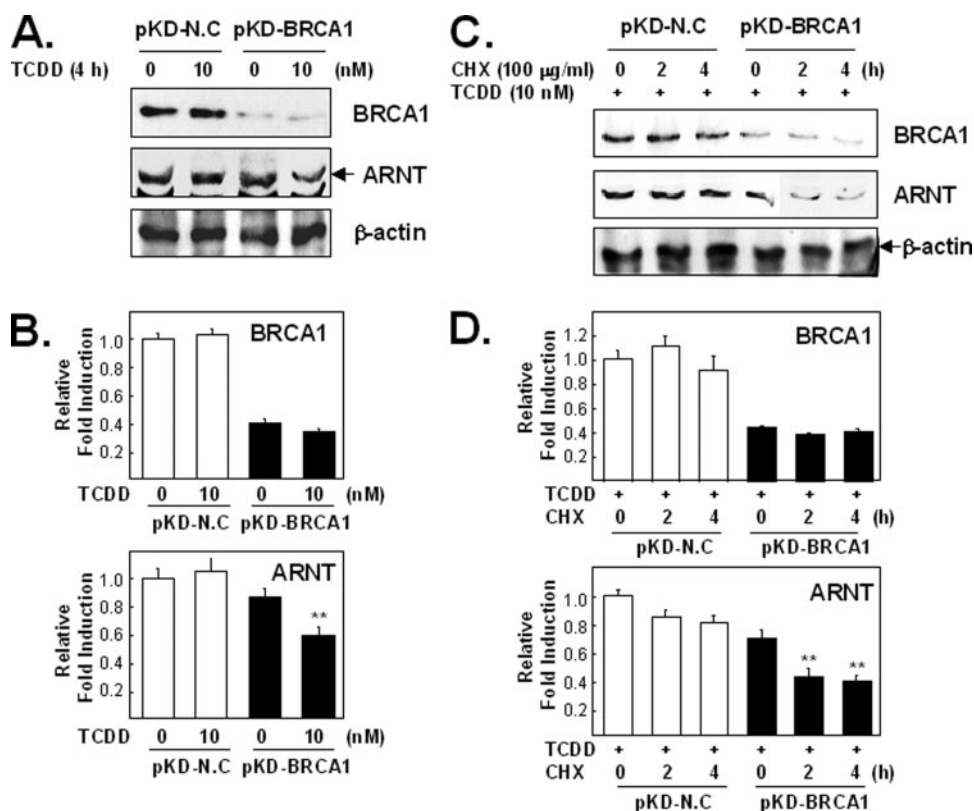 A.
pKD-N.C pKD-BRCA1
TCDD (4 h) 0 10 0 10 (nM)
BRCA1
ARNT
β-actin
B.
BRCA1
Relative Fold Induction
1.0
0.8
0.6
0.4
0.2
TCDD 0 10 0 10 (nM)
pKD-N.C pKD-BRCA1
ARNT
Relative Fold Induction
1.0
0.8
0.6
0.4
0.2
**
TCDD 0 10 0 10 (nM)
pKD-N.C pKD-BRCA1
C.
pKD-N.C pKD-BRCA1
CHX (100 μg/ml) 0 2 4 0 2 4 (h)
TCDD (10 nM) + + + + + +
BRCA1
ARNT
β-actin
D.
BRCA1
Relative Fold Induction
1.2
1.0
0.8
0.6
0.4
0.2
TCDD + + + + + +
CHX 0 2 4 0 2 4 (h)
pKD-N.C pKD-BRCA1
ARNT
Relative Fold Induction
1.0
0.8
0.6
0.4
0.2
** **
TCDD + + + + + +
CHX 0 2 4 0 2 4 (h)
pKD-N.C pKD-BRCA1